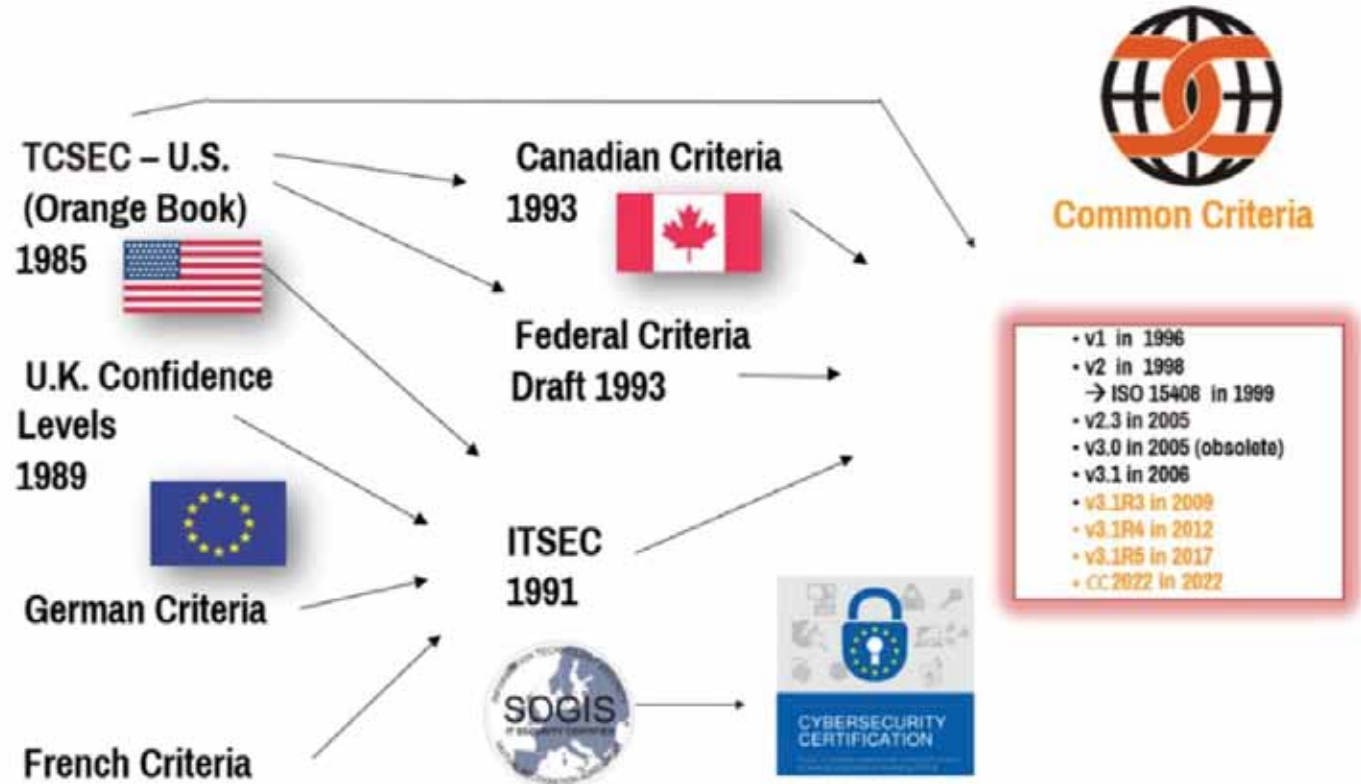 TCSEC – U.S.
(Orange Book)
1985
U.K. Confidence
Levels
1989
German Criteria
French Criteria
Canadian Criteria
1993
Federal Criteria
Draft 1993
ITSEC
1991
SOGIS
IT SECURITY CERTIFIED
CYBERSECURITY
CERTIFICATION
Common Criteria
• v1 in 1996
• v2 in 1998
→ ISO 15408 in 1999
• v2.3 in 2005
• v3.0 in 2005 (obsolete)
• v3.1 in 2006
• v3.1R3 in 2009
• v3.1R4 in 2012
• v3.1R5 in 2017
• CC2022 in 2022